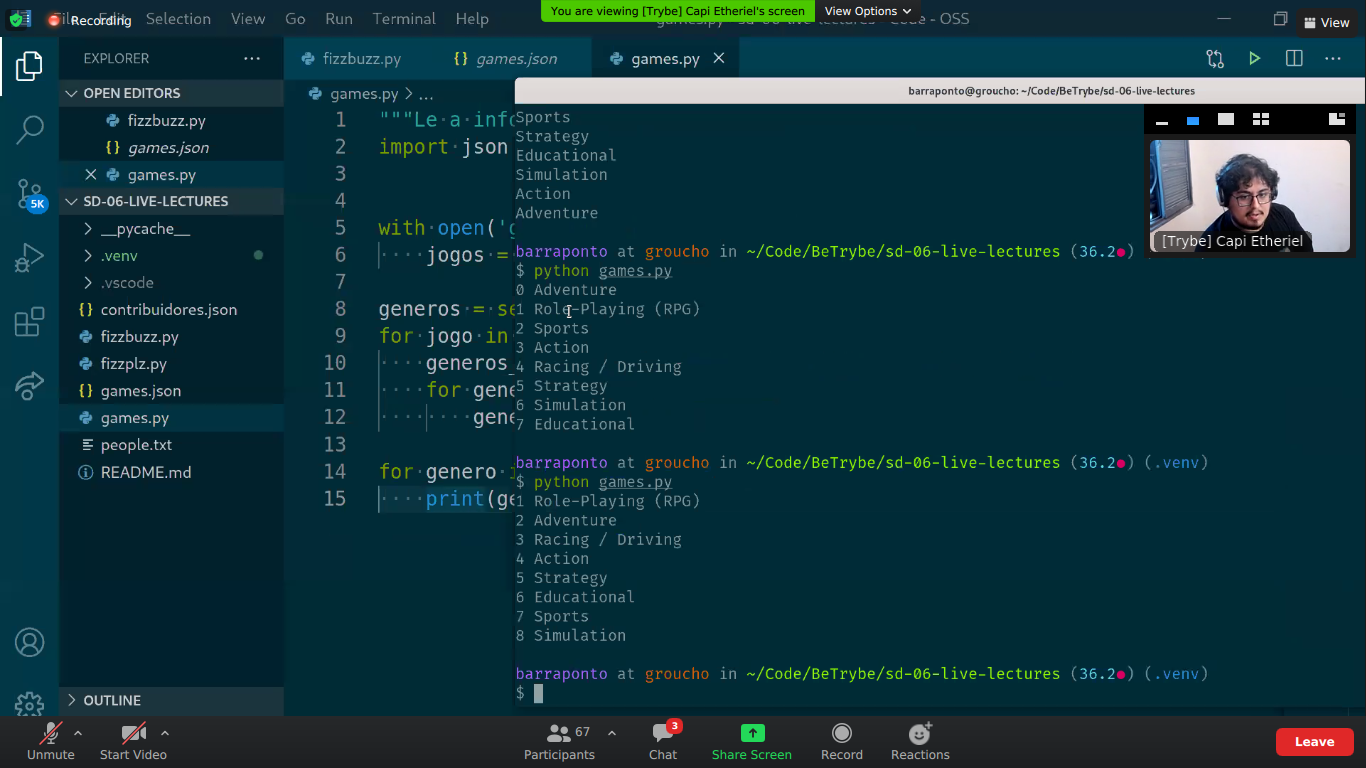 File Edit Selection View Go Run Terminal Help
Recording
You are viewing [Trybe] Capi Etheriel's screen
View Options
games.py - sd-06-live-lectures - Code - OSS
View
EXPLORER
fizzbuzz.py
{} games.json
games.py
OPEN EDITORS
fizzbuzz.py
{} games.json
games.py
SD-06-LIVE-LECTURES
__pycache__
.venv
.vscode
contribuidores.json
fizzbuzz.py
fizzplz.py
{} games.json
games.py
people.txt
README.md
OUTLINE
5K
games.py > ...
1 """Le a info
2 import json
3
4
5 with open('g
6 jogos =
7
8 generos = se
9 for jogo in
10 generos_
11 for gene
12 gene
13
14 for genero i
15 print(ge
barraponto@groucho: ~/Code/BeTrybe/sd-06-live-lectures
Sports
Strategy
Educational
Simulation
Action
Adventure
barraponto at groucho in ~/Code/BeTrybe/sd-06-live-lectures (36.2●)
$ python games.py
0 Adventure
1 Role-Playing (RPG)
2 Sports
3 Action
4 Racing / Driving
5 Strategy
6 Simulation
7 Educational
barraponto at groucho in ~/Code/BeTrybe/sd-06-live-lectures (36.2●) (.venv)
$ python games.py
1 Role-Playing (RPG)
2 Adventure
3 Racing / Driving
4 Action
5 Strategy
6 Educational
7 Sports
8 Simulation
barraponto at groucho in ~/Code/BeTrybe/sd-06-live-lectures (36.2●) (.venv)
$
[Trybe] Capi Etheriel
Unmute
Start Video
67
Participants
3
Chat
Share Screen
Record
Reactions
Leave